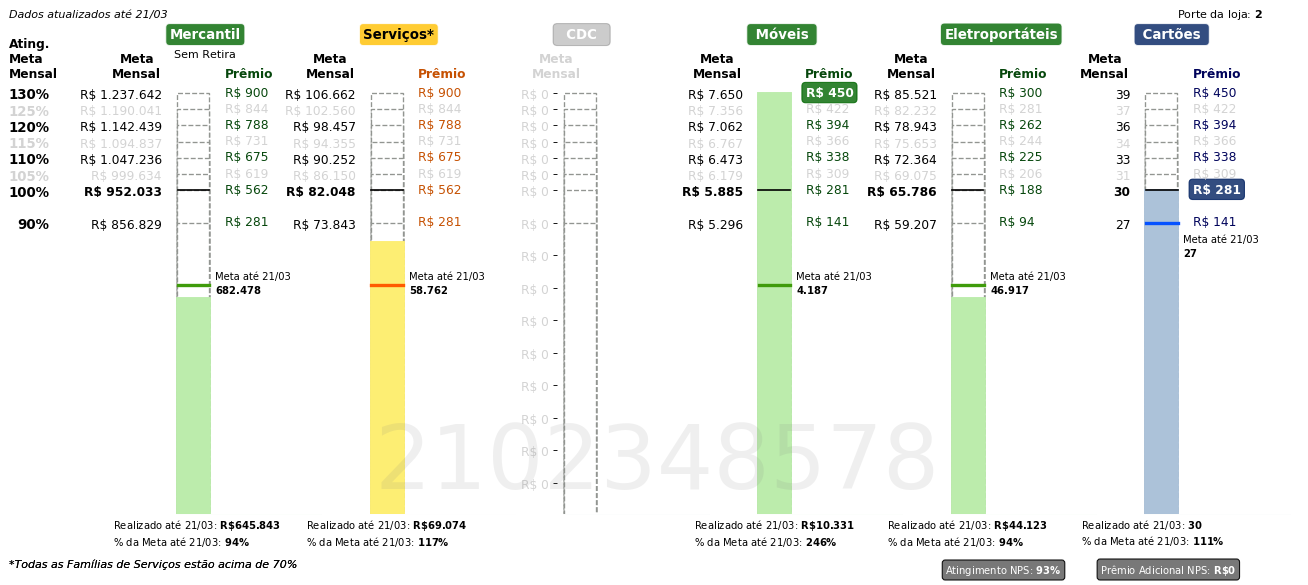 Dados atualizados até 21/03
Porte da loja: 2
Mercantil Serviços* CDC Móveis Eletroportáteis Cartões
Sem Retira
Ating. Meta Mensal Meta Mensal Prêmio Meta Mensal Prêmio Meta Mensal Meta Mensal Prêmio Meta Mensal Prêmio Meta Mensal Prêmio
130% R$ 1.237.642 R$ 900 R$ 106.662 R$ 900 R$ 0 R$ 7.650 R$ 450 R$ 85.521 R$ 300 39 R$ 450
125% R$ 1.190.041 R$ 844 R$ 102.560 R$ 844 R$ 0 R$ 7.356 R$ 422 R$ 82.232 R$ 281 37 R$ 422
120% R$ 1.142.439 R$ 788 R$ 98.457 R$ 788 R$ 0 R$ 7.062 R$ 394 R$ 78.943 R$ 262 36 R$ 394
115% R$ 1.094.837 R$ 731 R$ 94.355 R$ 731 R$ 0 R$ 6.767 R$ 366 R$ 75.653 R$ 244 34 R$ 366
110% R$ 1.047.236 R$ 675 R$ 90.252 R$ 675 R$ 0 R$ 6.473 R$ 338 R$ 72.364 R$ 225 33 R$ 338
105% R$ 999.634 R$ 619 R$ 86.150 R$ 619 R$ 0 R$ 6.179 R$ 309 R$ 69.075 R$ 206 31 R$ 309
100% R$ 952.033 R$ 562 R$ 82.048 R$ 562 R$ 0 R$ 5.885 R$ 281 R$ 65.786 R$ 188 30 R$ 281
90% R$ 856.829 R$ 281 R$ 73.843 R$ 281 R$ 0 R$ 5.296 R$ 141 R$ 59.207 R$ 94 27 R$ 141
Meta até 21/03
27
R$ 0
Meta até 21/03 Meta até 21/03 Meta até 21/03 Meta até 21/03
682.478 58.762 R$ 0 4.187 46.917
R$ 0
R$ 0
R$ 0
R$ 0
R$ 0
2102348578
R$ 0
Realizado até 21/03: R$645.843 Realizado até 21/03: R$69.074 Realizado até 21/03: R$10.331 Realizado até 21/03: R$44.123 Realizado até 21/03: 30
% da Meta até 21/03: 94% % da Meta até 21/03: 117% % da Meta até 21/03: 246% % da Meta até 21/03: 94% % da Meta até 21/03: 111%
*Todas as Famílias de Serviços estão acima de 70%
Atingimento NPS: 93% Prêmio Adicional NPS: R$0